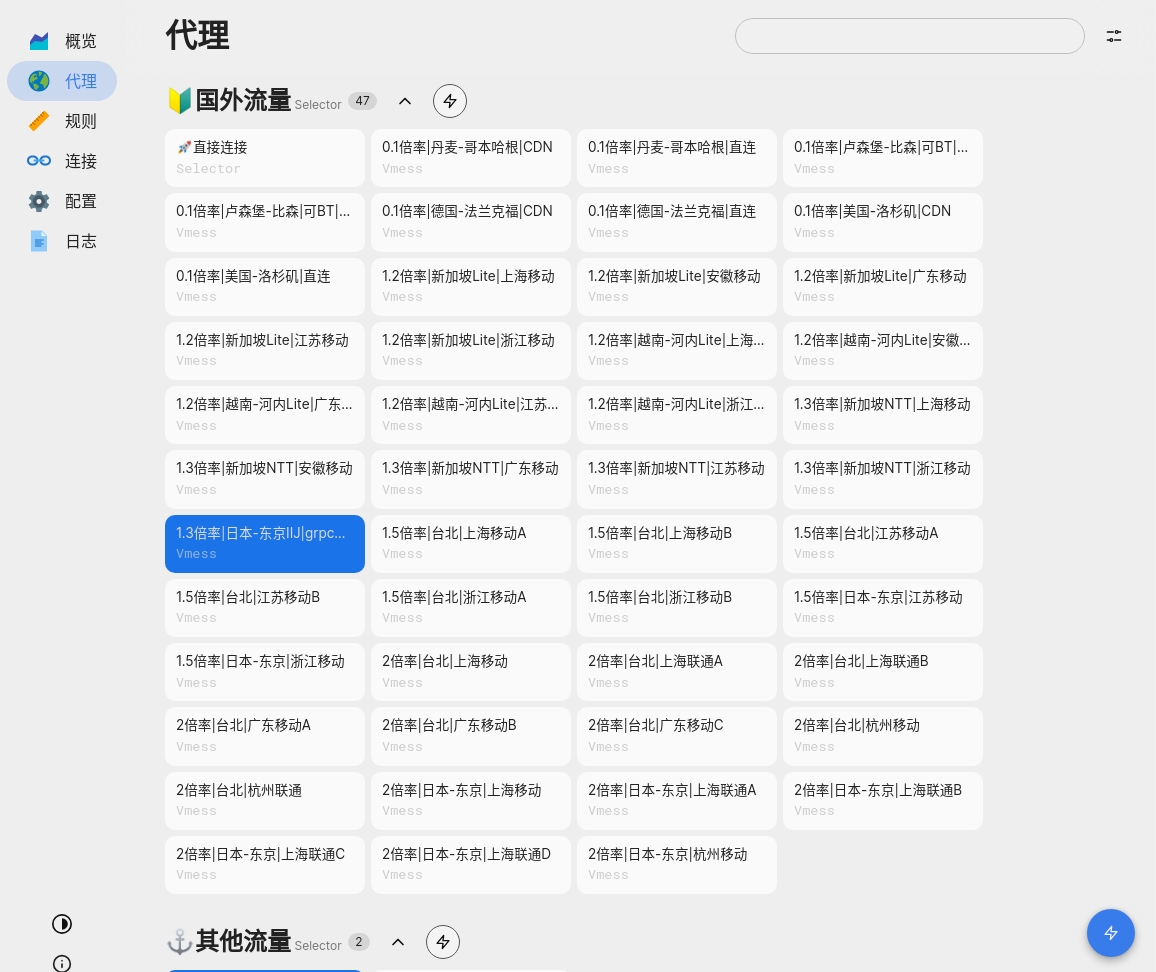 概览
代理
规则
连接
配置
日志
代理
国外流量 Selector 47
直接连接
Selector
0.1倍率|丹麦-哥本哈根|CDN
Vmess
0.1倍率|丹麦-哥本哈根|直连
Vmess
0.1倍率|卢森堡-比森|可BT|...
Vmess
0.1倍率|卢森堡-比森|可BT|...
Vmess
0.1倍率|德国-法兰克福|CDN
Vmess
0.1倍率|德国-法兰克福|直连
Vmess
0.1倍率|美国-洛杉矶|CDN
Vmess
0.1倍率|美国-洛杉矶|直连
Vmess
1.2倍率|新加坡Lite|上海移动
Vmess
1.2倍率|新加坡Lite|安徽移动
Vmess
1.2倍率|新加坡Lite|广东移动
Vmess
1.2倍率|新加坡Lite|江苏移动
Vmess
1.2倍率|新加坡Lite|浙江移动
Vmess
1.2倍率|越南-河内Lite|上海...
Vmess
1.2倍率|越南-河内Lite|安徽...
Vmess
1.2倍率|越南-河内Lite|广东...
Vmess
1.2倍率|越南-河内Lite|江苏...
Vmess
1.2倍率|越南-河内Lite|浙江...
Vmess
1.3倍率|新加坡NTT|上海移动
Vmess
1.3倍率|新加坡NTT|安徽移动
Vmess
1.3倍率|新加坡NTT|广东移动
Vmess
1.3倍率|新加坡NTT|江苏移动
Vmess
1.3倍率|新加坡NTT|浙江移动
Vmess
1.3倍率|日本-东京IIJ|grpc...
Vmess
1.5倍率|台北|上海移动A
Vmess
1.5倍率|台北|上海移动B
Vmess
1.5倍率|台北|江苏移动A
Vmess
1.5倍率|台北|江苏移动B
Vmess
1.5倍率|台北|浙江移动A
Vmess
1.5倍率|台北|浙江移动B
Vmess
1.5倍率|日本-东京|江苏移动
Vmess
1.5倍率|日本-东京|浙江移动
Vmess
2倍率|台北|上海移动
Vmess
2倍率|台北|上海联通A
Vmess
2倍率|台北|上海联通B
Vmess
2倍率|台北|广东移动A
Vmess
2倍率|台北|广东移动B
Vmess
2倍率|台北|广东移动C
Vmess
2倍率|台北|杭州移动
Vmess
2倍率|台北|杭州联通
Vmess
2倍率|日本-东京|上海移动
Vmess
2倍率|日本-东京|上海联通A
Vmess
2倍率|日本-东京|上海联通B
Vmess
2倍率|日本-东京|上海联通C
Vmess
2倍率|日本-东京|上海联通D
Vmess
2倍率|日本-东京|杭州移动
Vmess
其他流量 Selector 2